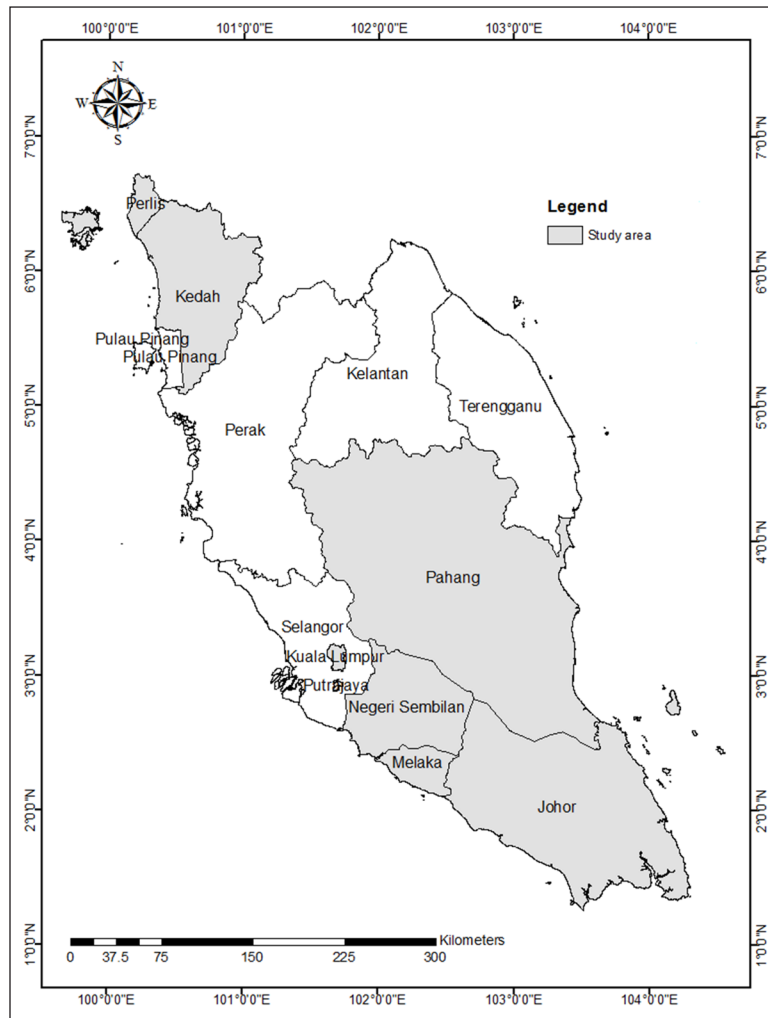 100°0'0"E 101°0'0"E 102°0'0"E 103°0'0"E 104°0'0"E
N
W E
S
7°0'0"N 7°0'0"N
Legend
Study area
Perlis
6°0'0"N 6°0'0"N
Kedah
Pulau Pinang
Pulau Pinang
Kelantan
Terengganu
5°0'0"N 5°0'0"N
Perak
4°0'0"N 4°0'0"N
Pahang
Selangor
Kuala Lumpur
3°0'0"N 3°0'0"N
Putrajaya
Negeri Sembilan
Melaka
Johor
2°0'0"N 2°0'0"N
Kilometers
0 37.5 75 150 225 300
1°0'0"N 1°0'0"N
100°0'0"E 101°0'0"E 102°0'0"E 103°0'0"E 104°0'0"E